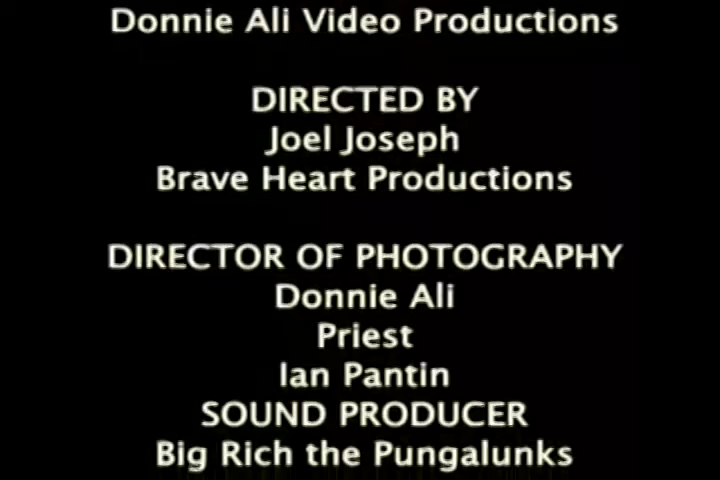 Donnie Ali Video Productions
DIRECTED BY
Joel Joseph
Brave Heart Productions
DIRECTOR OF PHOTOGRAPHY
Donnie Ali
Priest
Ian Pantin
SOUND PRODUCER
Big Rich the Pungalunks